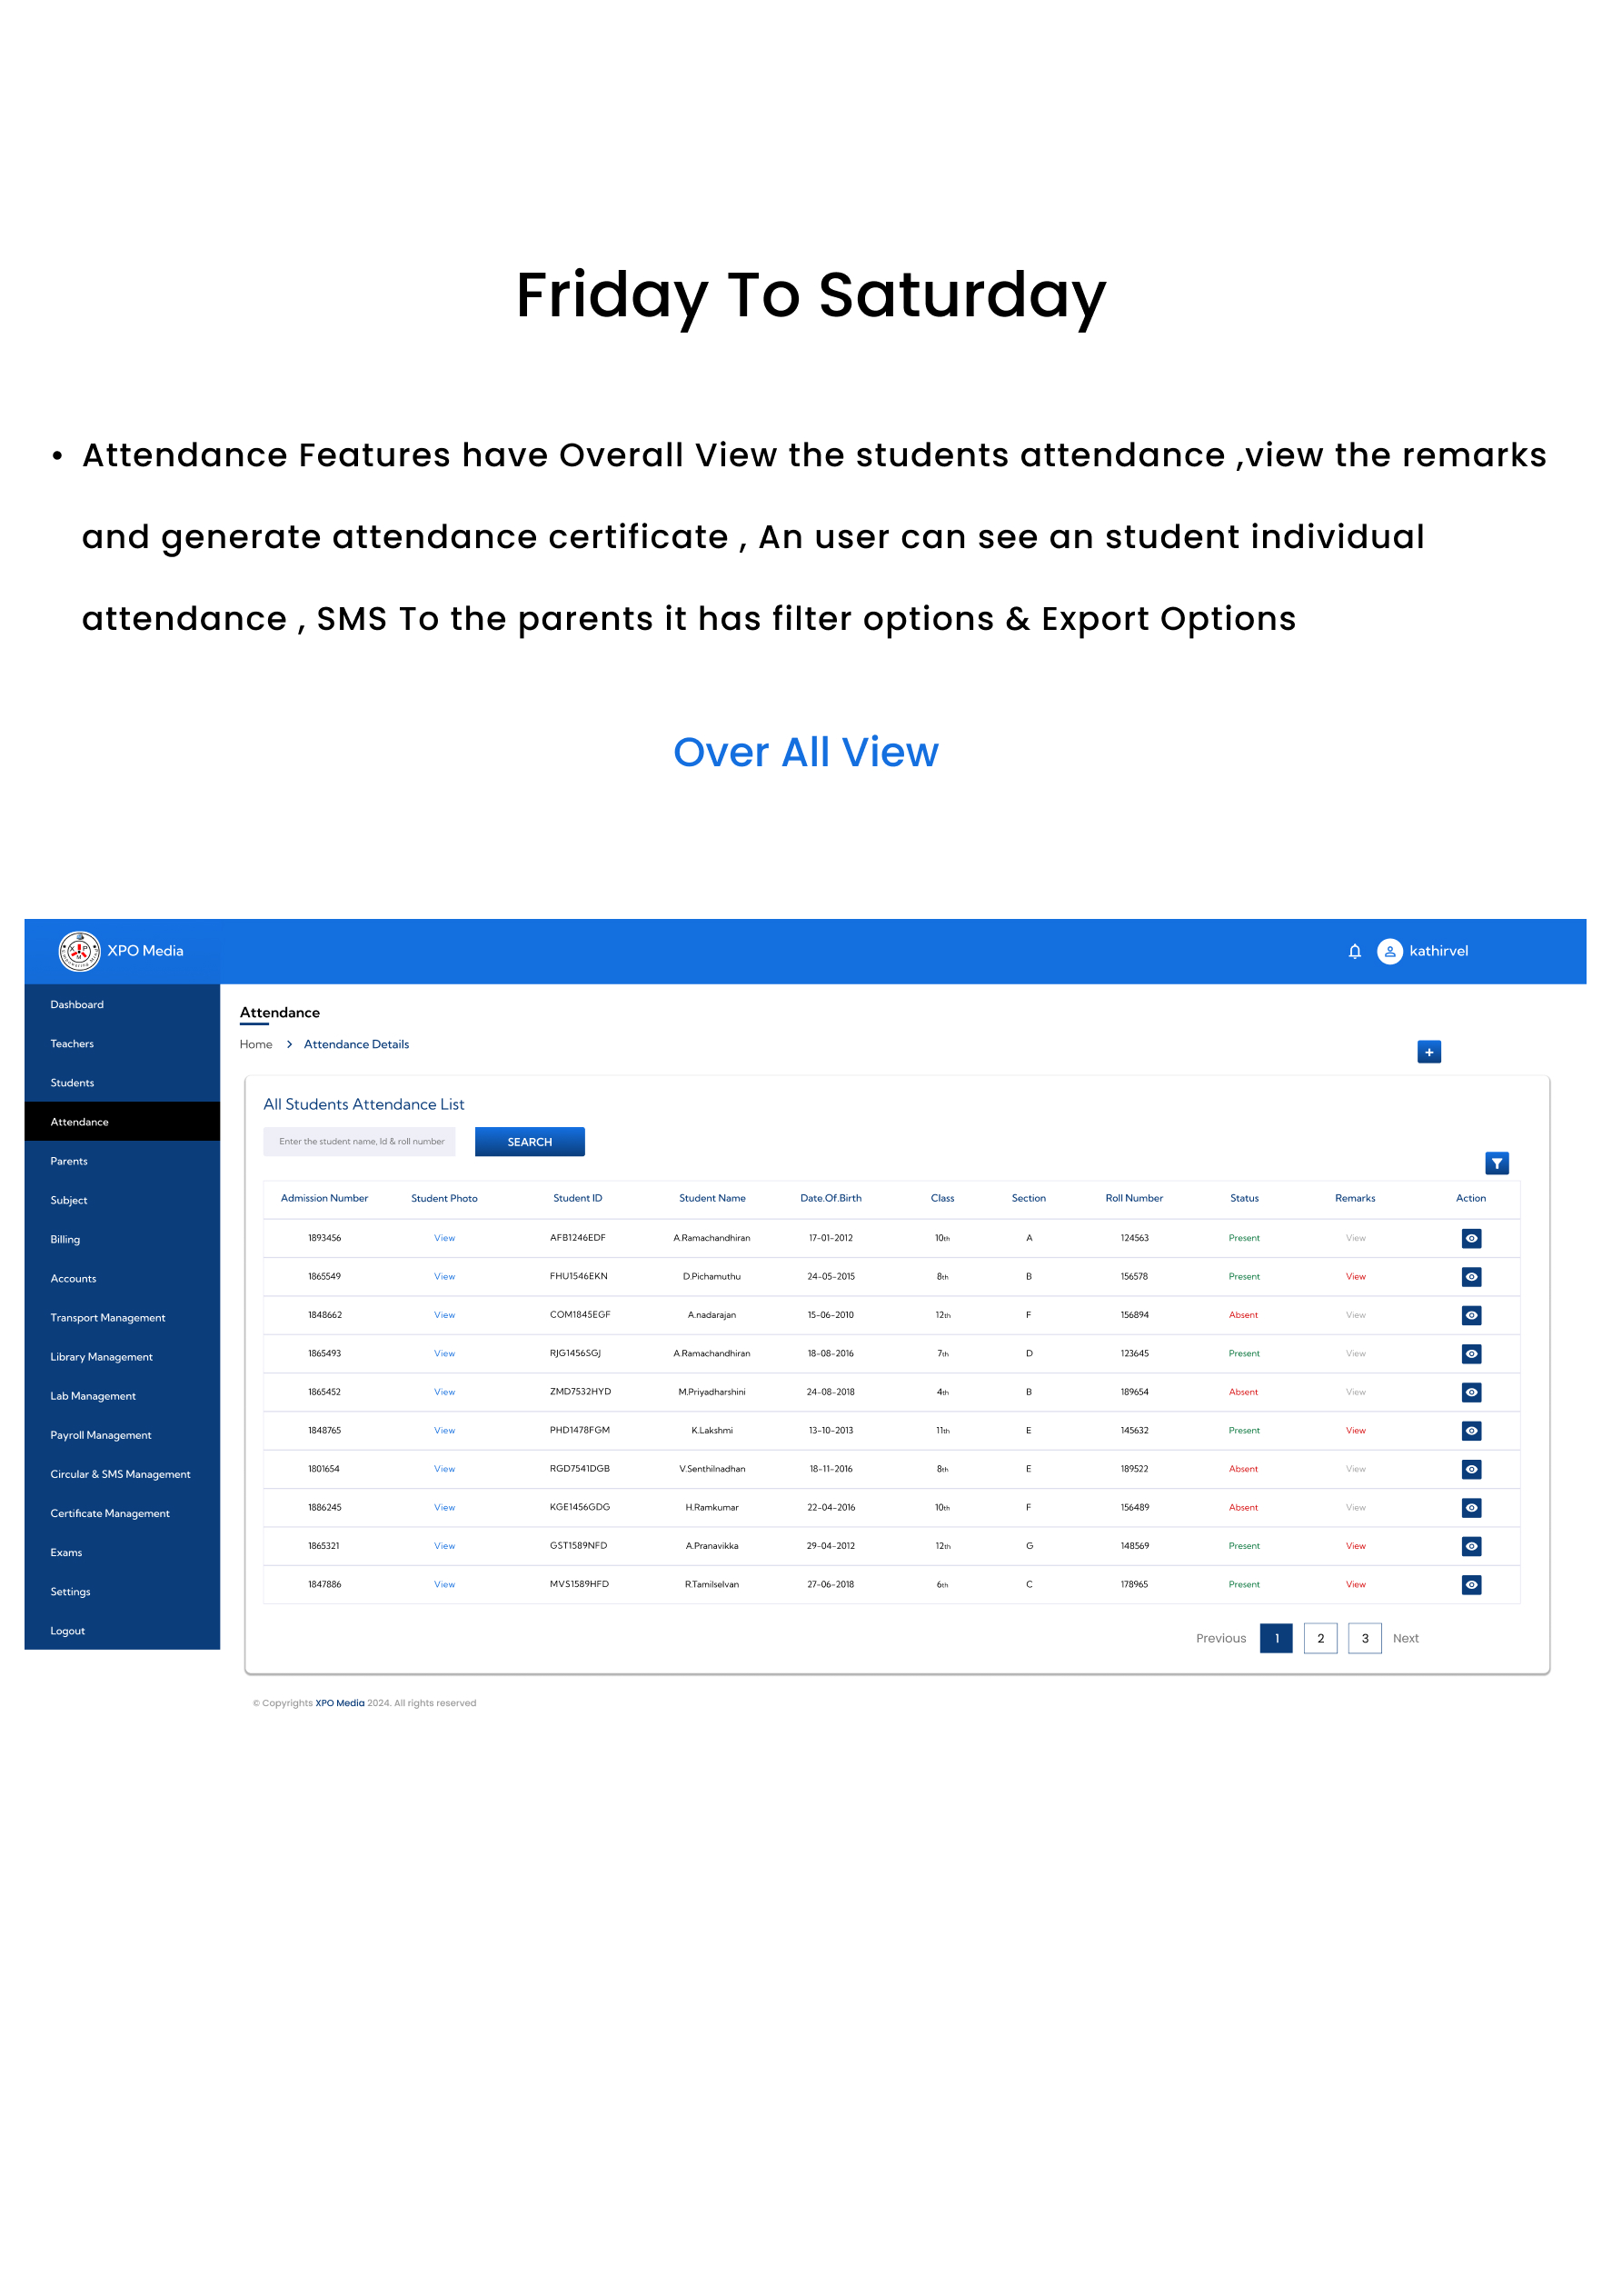 Friday To Saturday
• Attendance Features have Overall View the students attendance ,view the remarks
and generate attendance certificate , An user can see an student individual
attendance , SMS To the parents it has filter options & Export Options
Over All View
XPO Media
kathirvel
Dashboard
Teachers
Students
Attendance
Parents
Subject
Billing
Accounts
Transport Management
Library Management
Lab Management
Payroll Management
Circular & SMS Management
Certificate Management
Exams
Settings
Logout
Attendance
Home > Attendance Details
+
All Students Attendance List
Enter the student name, Id & roll number SEARCH
Admission Number Student Photo Student ID Student Name Date.Of.Birth Class Section Roll Number Status Remarks Action
1893456 View AFB1246EDF A.Ramachandhiran 17-01-2012 10th A 124563 Present View
1865549 View FHU1546EKN D.Pichamuthu 24-05-2015 8th B 156578 Present View
1848662 View COM1845EGF A.nadarajan 15-06-2010 12th F 156894 Absent View
1865493 View RJG1456SGJ A.Ramachandhiran 18-08-2016 7th D 123645 Present View
1865452 View ZMD7532HYD M.Priyadharshini 24-08-2018 4th B 189654 Absent View
1848765 View PHD1478FGM K.Lakshmi 13-10-2013 11th E 145632 Present View
1801654 View RGD7541DGB V.Senthilnadhan 18-11-2016 8th E 189522 Absent View
1886245 View KGE1456GDG H.Ramkumar 22-04-2016 10th F 156489 Absent View
1865321 View GST1589NFD A.Pranavikka 29-04-2012 12th G 148569 Present View
1847886 View MVS1589HFD R.Tamilselvan 27-06-2018 6th C 178965 Present View
Previous 1 2 3 Next
© Copyrights XPO Media 2024. All rights reserved